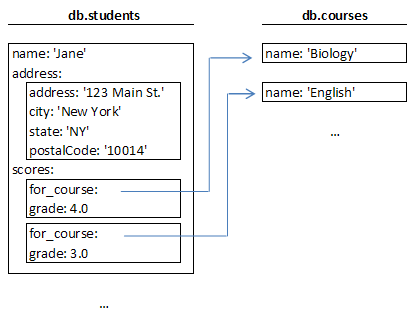 db.students
name: 'Jane'
address:
address: '123 Main St.'
city: 'New York'
state: 'NY'
postalCode: '10014'
scores:
for_course:
grade: 4.0
for_course:
grade: 3.0
...
db.courses
name: 'Biology'
name: 'English'
...